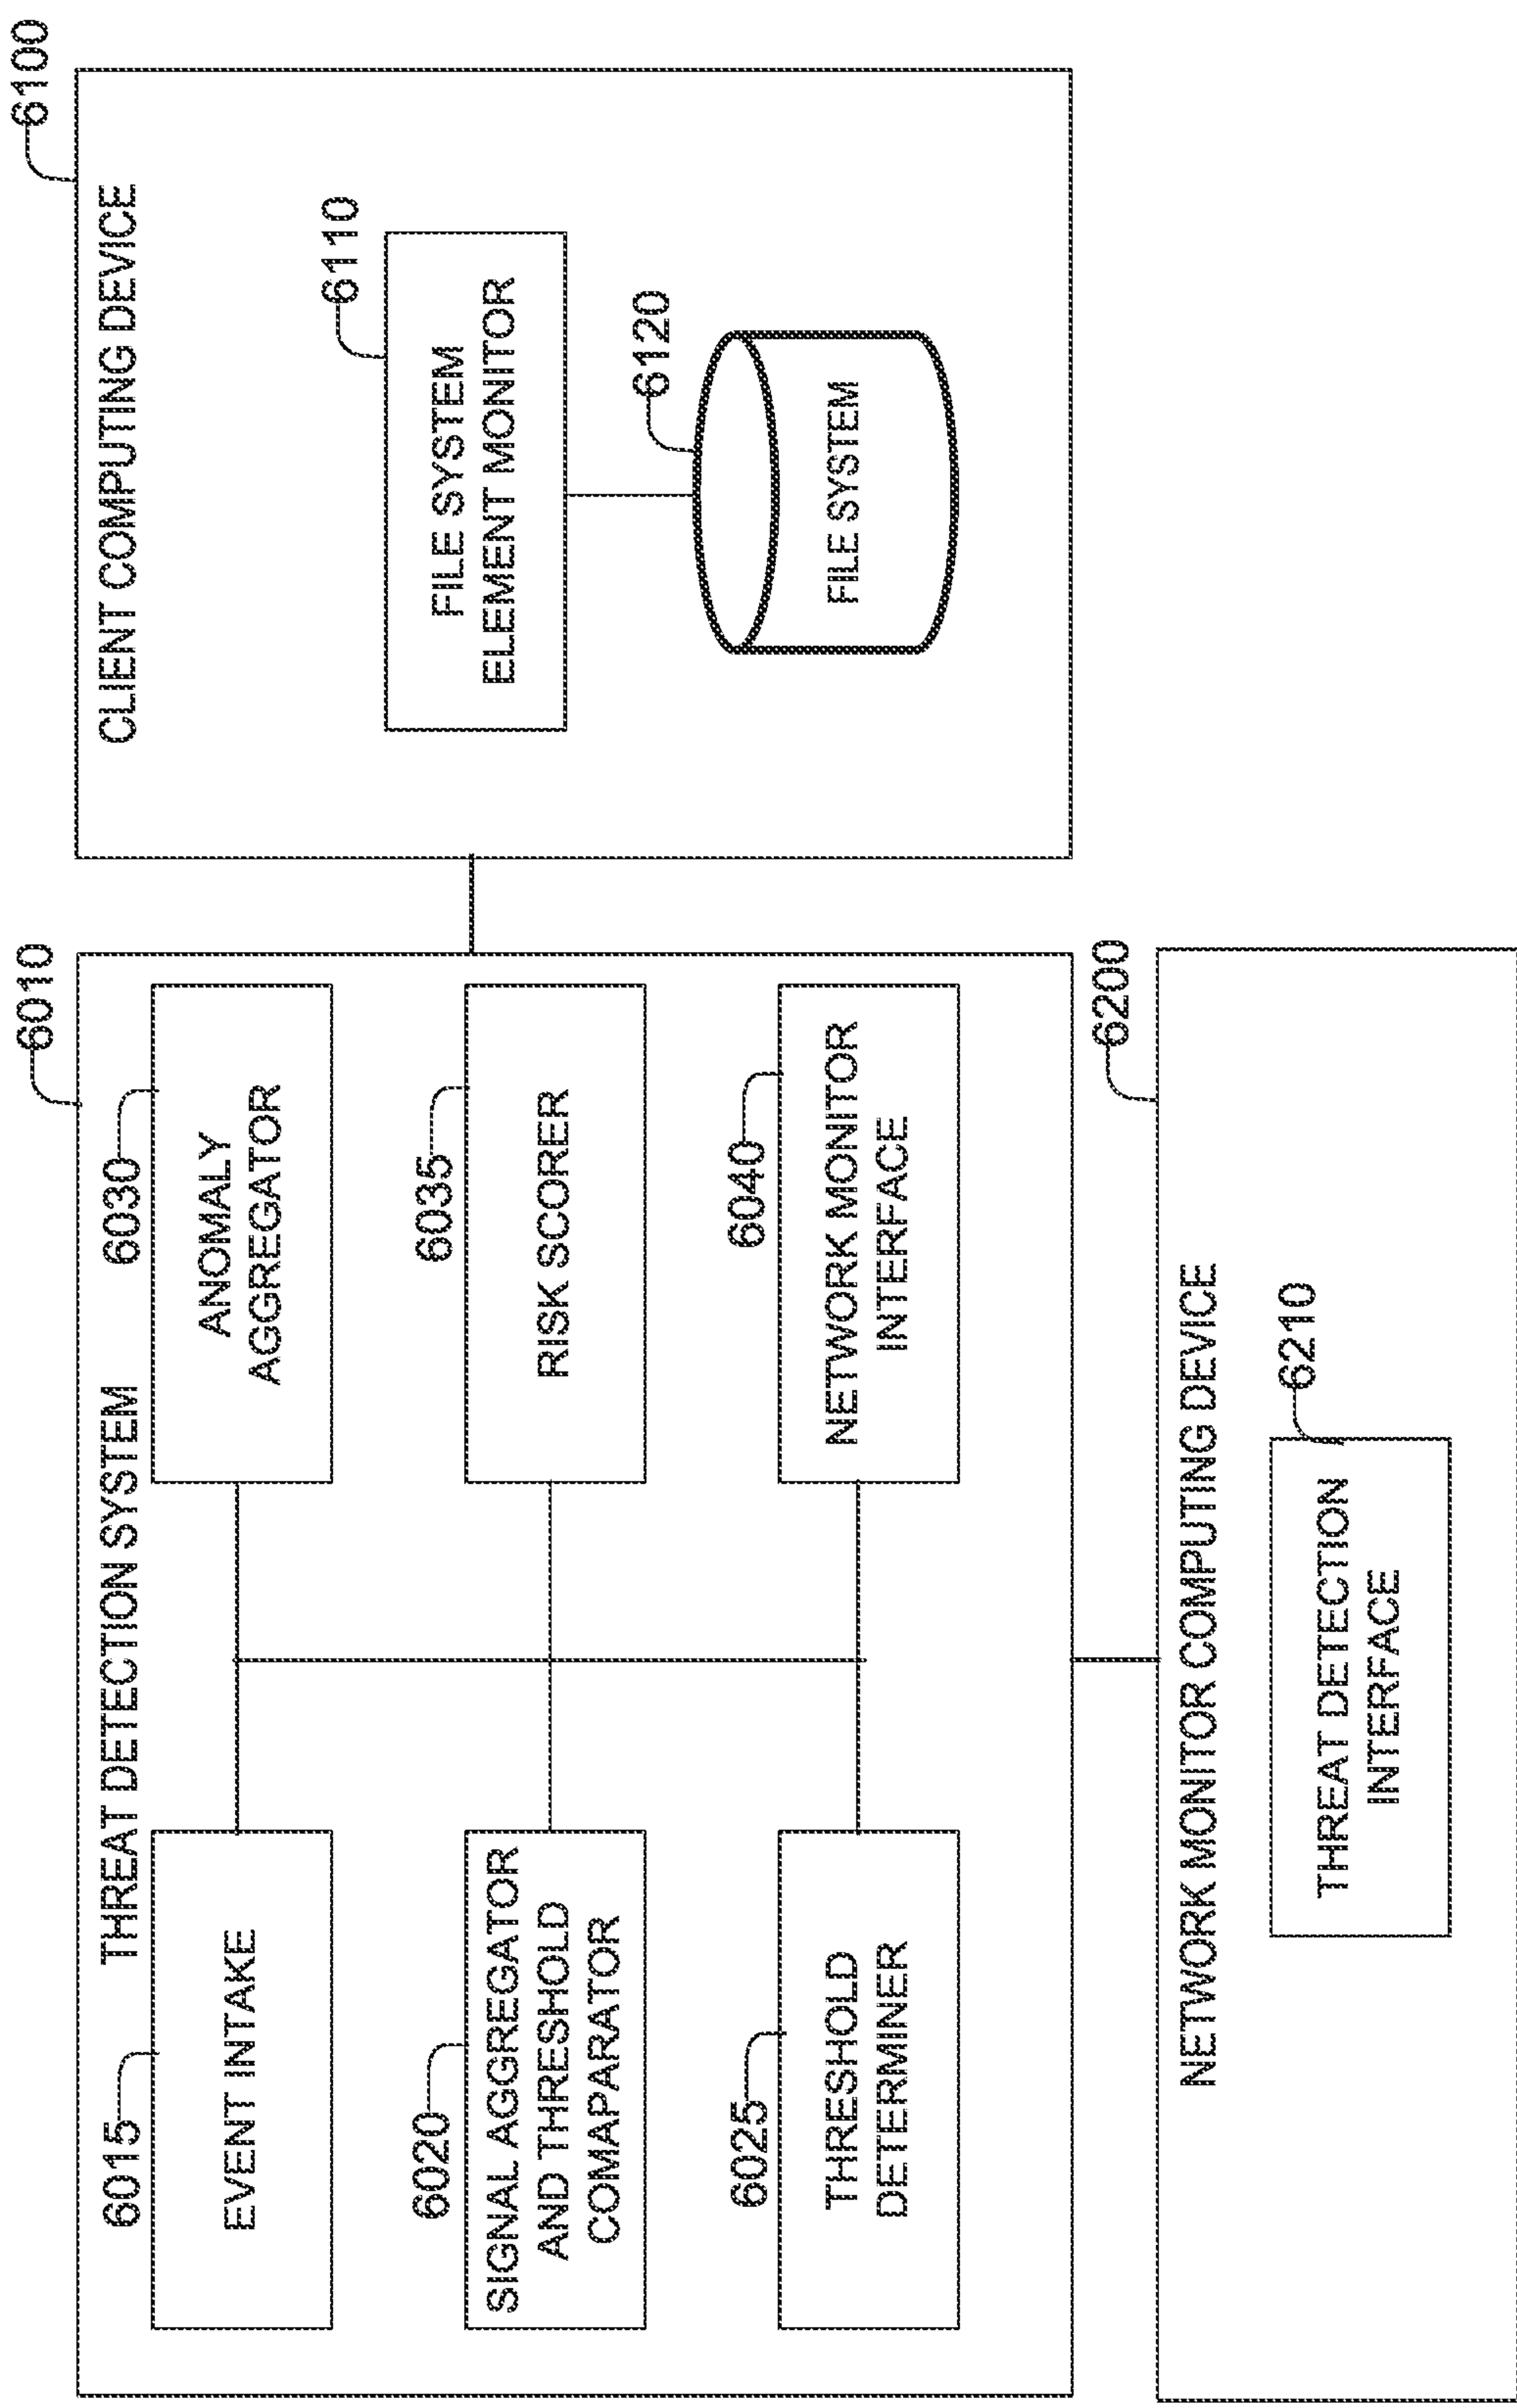 6010
THREAT DETECTION SYSTEM
6015
EVENT INTAKE
6030
ANOMALY
AGGREGATOR
6020
SIGNAL AGGREGATOR
AND THRESHOLD
COMAPARATOR
6035
RISK SCORER
6025
THRESHOLD
DETERMINER
6040
NETWORK MONITOR
INTERFACE
6100
CLIENT COMPUTING DEVICE
6110
FILE SYSTEM
ELEMENT MONITOR
6120
FILE SYSTEM
6200
NETWORK MONITOR COMPUTING DEVICE
6210
THREAT DETECTION
INTERFACE